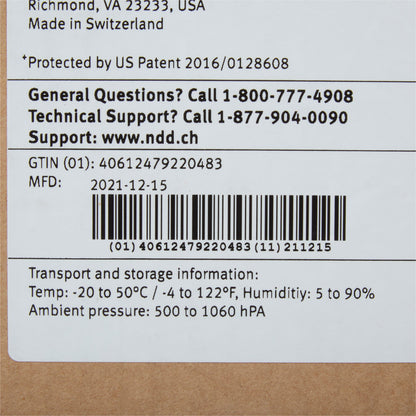 Richmond, VA 23233, USA
Made in Switzerland
⁺Protected by US Patent 2016/0128608
General Questions? Call 1-800-777-4908
Technical Support? Call 1-877-904-0090
Support: www.ndd.ch
GTIN (01): 40612479220483
MFD: 2021-12-15
(01) 40612479220483 (11) 211215
Transport and storage information:
Temp: -20 to 50°C / -4 to 122°F, Humiditiy: 5 to 90%
Ambient pressure: 500 to 1060 hPA